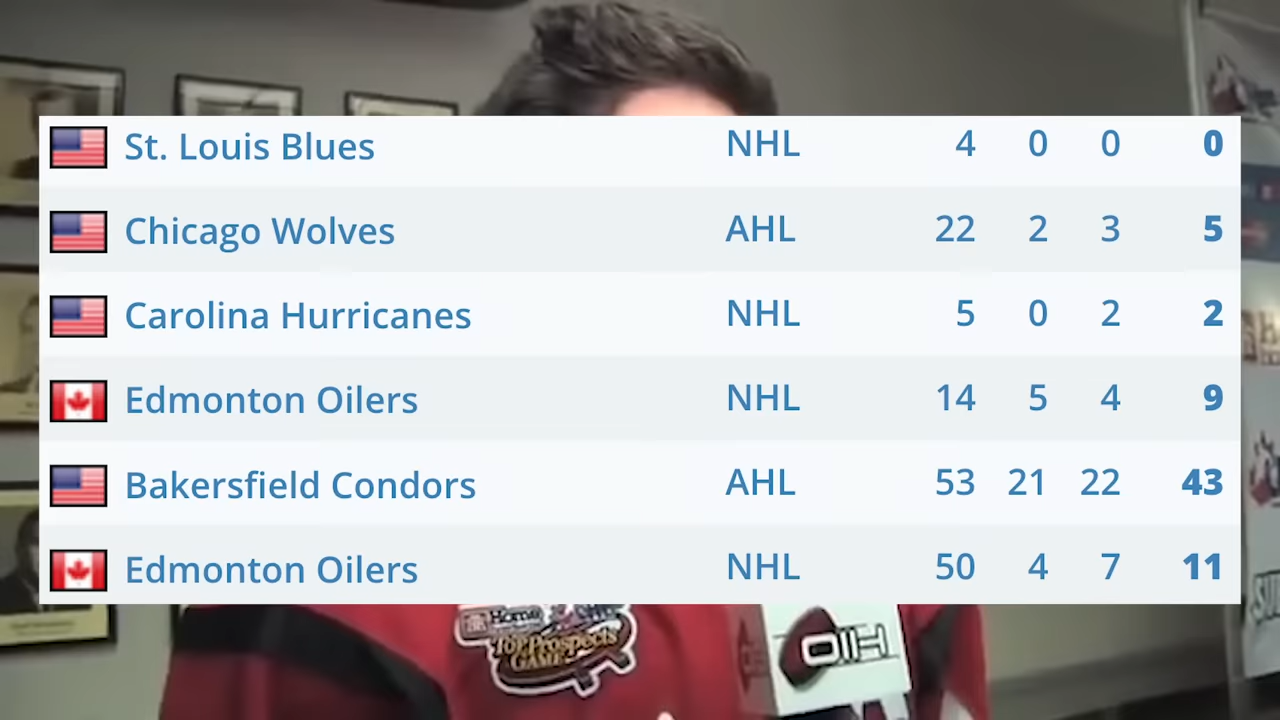 St. Louis Blues NHL 4 0 0 0
Chicago Wolves AHL 22 2 3 5
Carolina Hurricanes NHL 5 0 2 2
Edmonton Oilers NHL 14 5 4 9
Bakersfield Condors AHL 53 21 22 43
Edmonton Oilers NHL 50 4 7 11
Home
Top Prospects
GAME